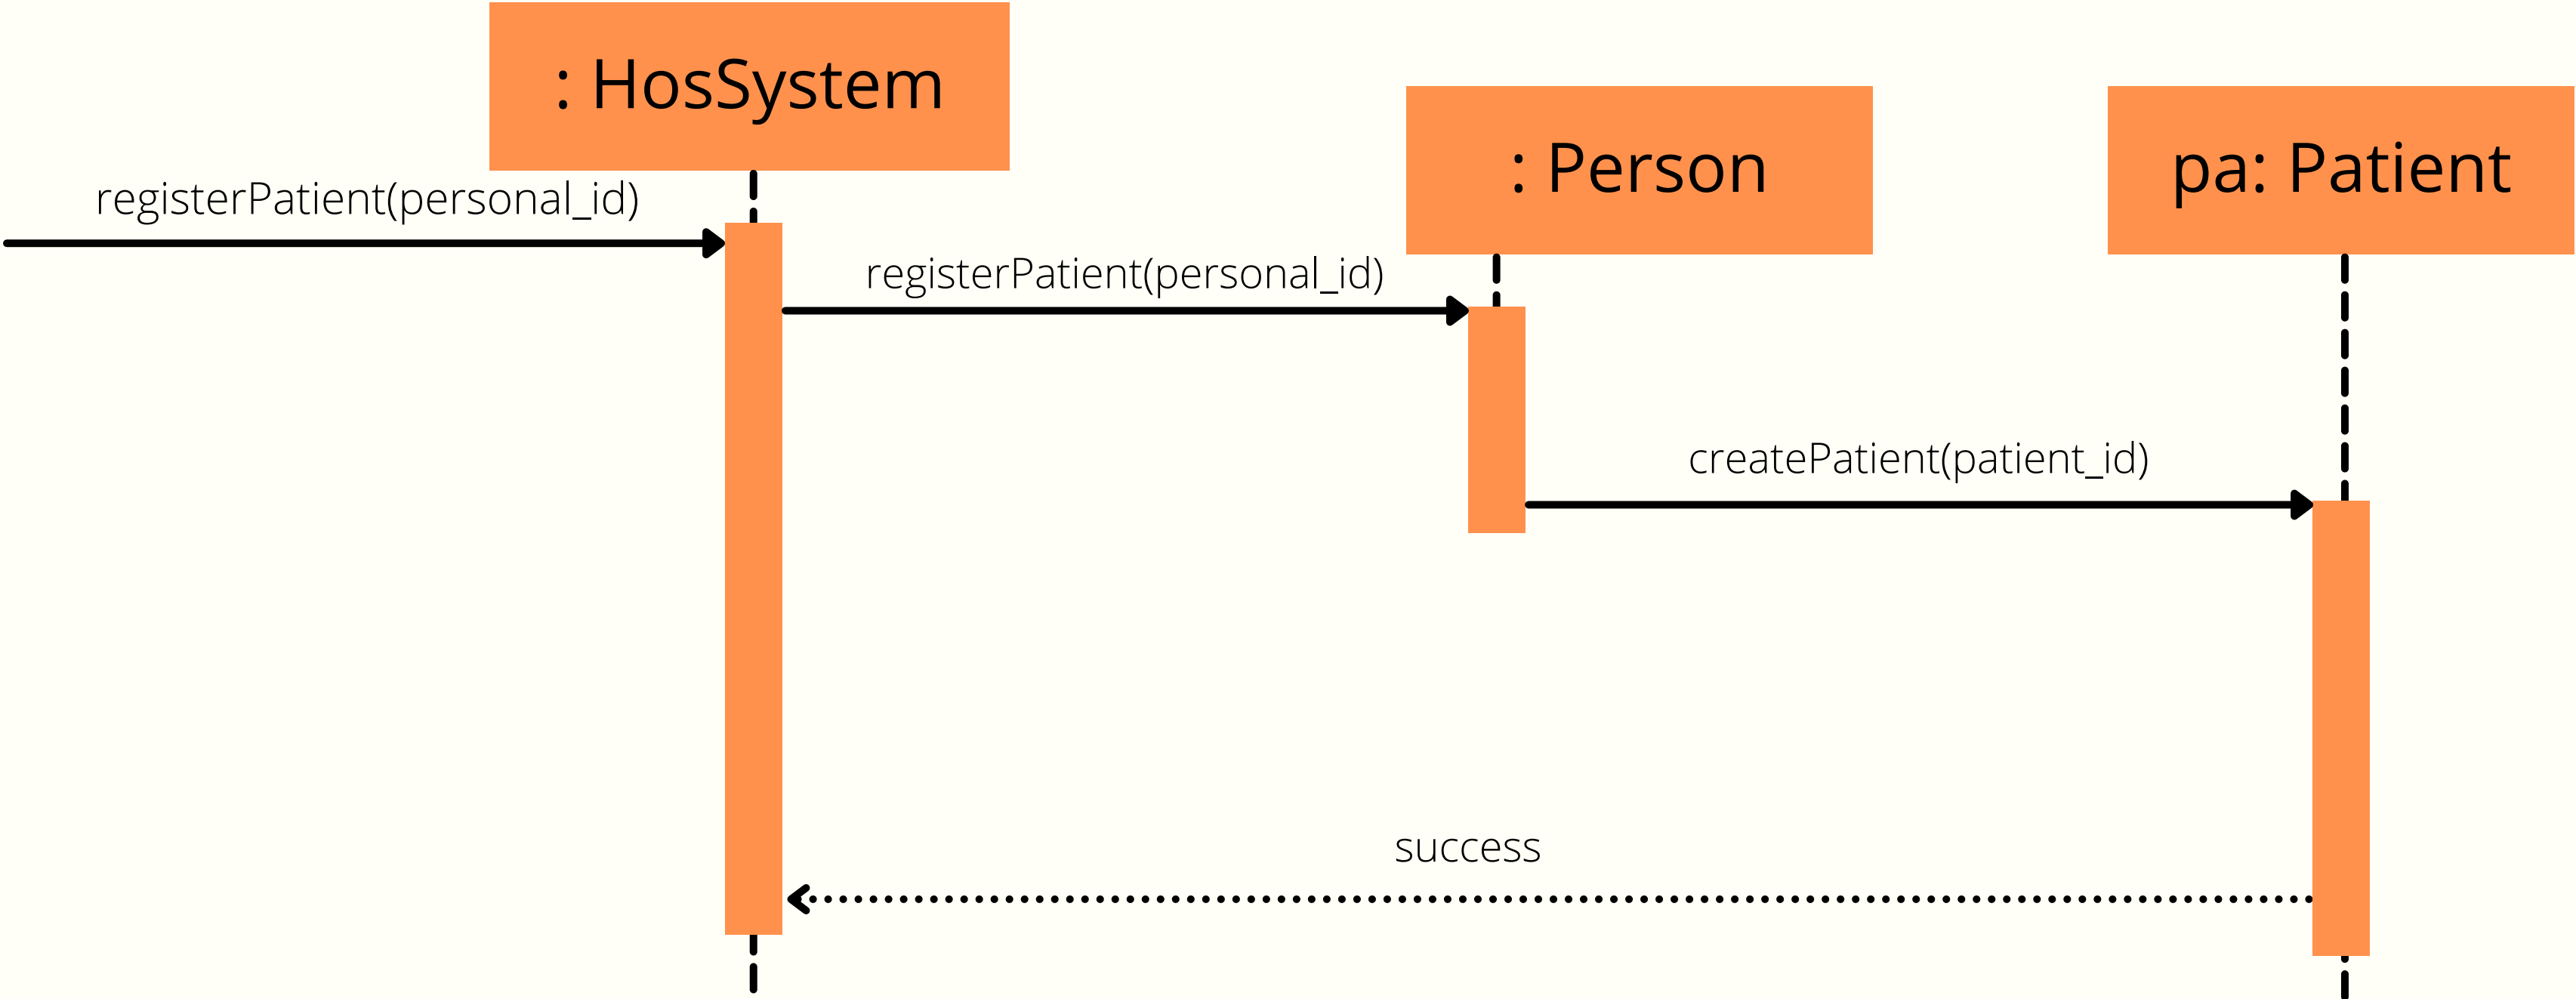 : HosSystem
: Person
pa: Patient
registerPatient(personal_id)
registerPatient(personal_id)
createPatient(patient_id)
success